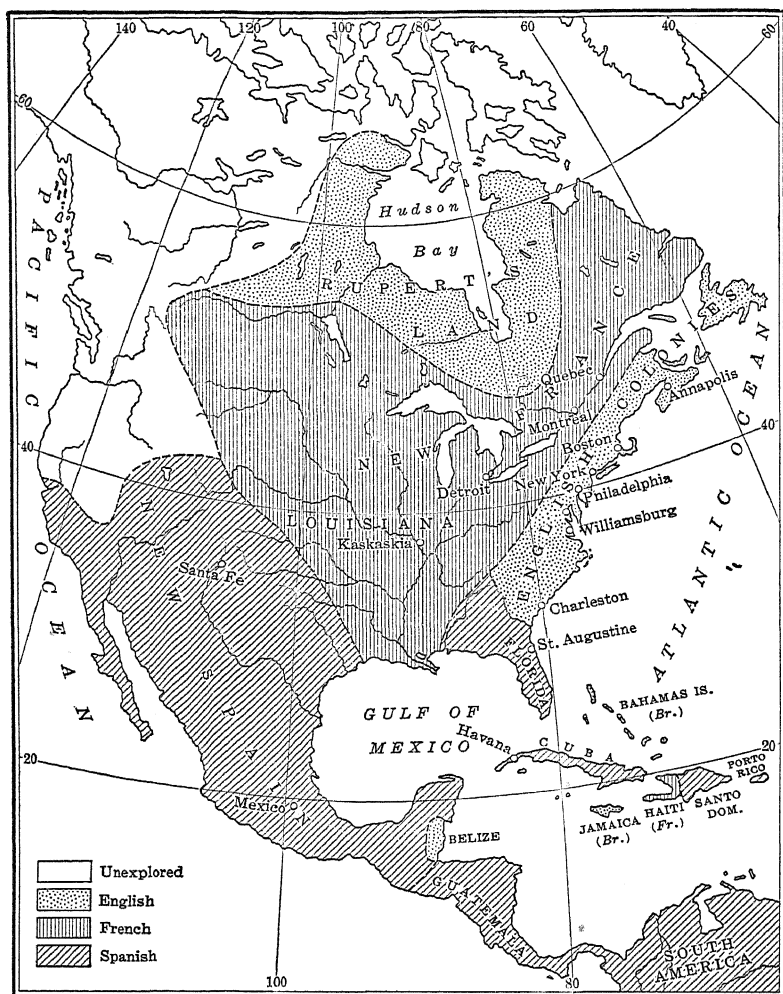 140
120
100
80
60
40
60
60
PACIFIC
OCEAN
Hudson
Bay
RUPERT'S
LAND
NEW FRANCE
ENGLISH COLONIES
Quebec
Montreal
Annapolis
Boston
40
40
Detroit
New York
Philadelphia
Williamsburg
LOUISIANA
Kaskaskia
NEW SPAIN
Santa Fe
Charleston
St. Augustine
FLORIDA
ATLANTIC OCEAN
BAHAMAS IS.
(Br.)
GULF OF
MEXICO
Havana
CUBA
20
20
PORTO
RICO
Mexico
JAMAICA
(Br.)
HAITI
(Fr.)
SANTO
DOM.
BELIZE
GUATEMALA
SOUTH
AMERICA
Unexplored
English
French
Spanish
100
80